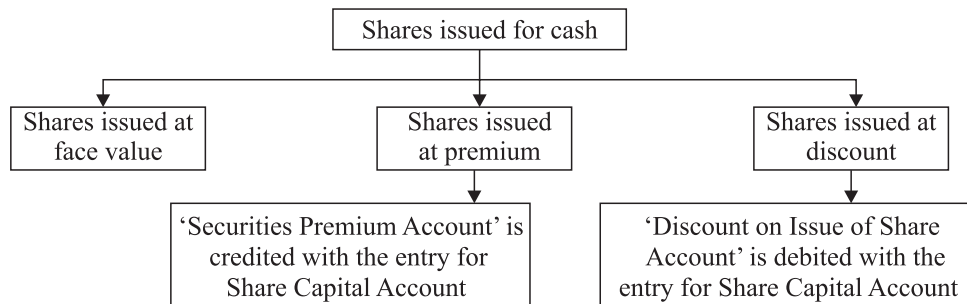 Shares issued for cash
Shares issued at
face value
Shares issued
at premium
Shares issued at
discount
‘Securities Premium Account’ is
credited with the entry for
Share Capital Account
‘Discount on Issue of Share
Account’ is debited with the
entry for Share Capital Account